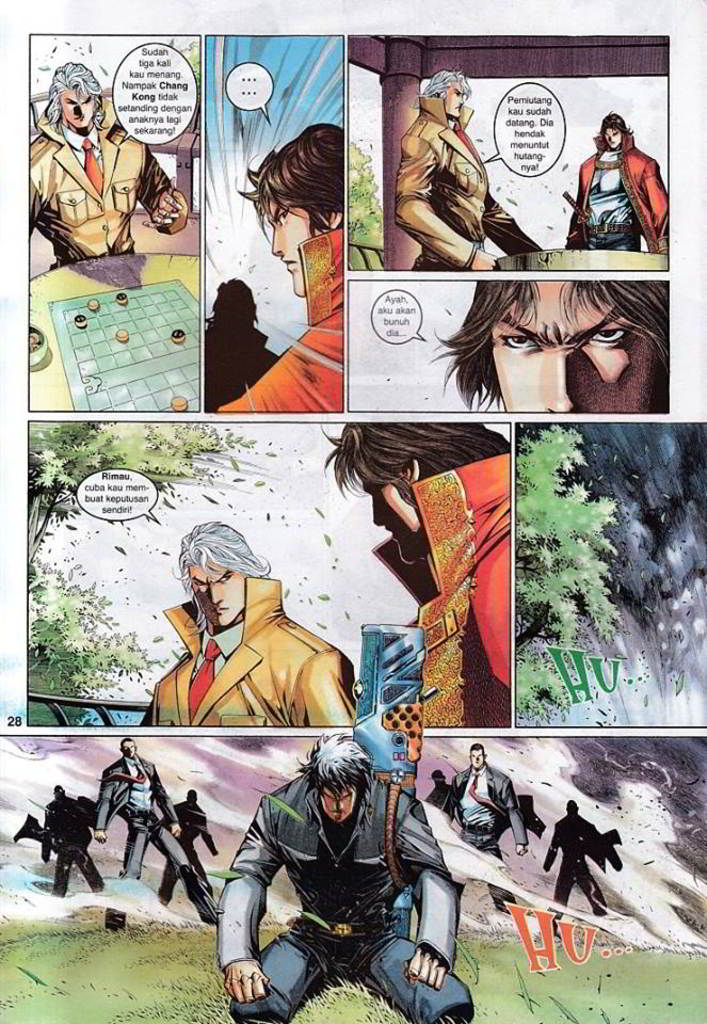 Sudah
tiga kali
kau menang.
Nampak Chang
Kong tidak
setanding dengan
anaknya lagi
sekarang!
...
...
Pemiutang
kau sudah
datang. Dia
hendak
menuntut
hutang-
nya!
Ayah,
aku akan
bunuh
dia...
Rimau,
cuba kau mem-
buat keputusan
sendiri!
HU...
28
HU...